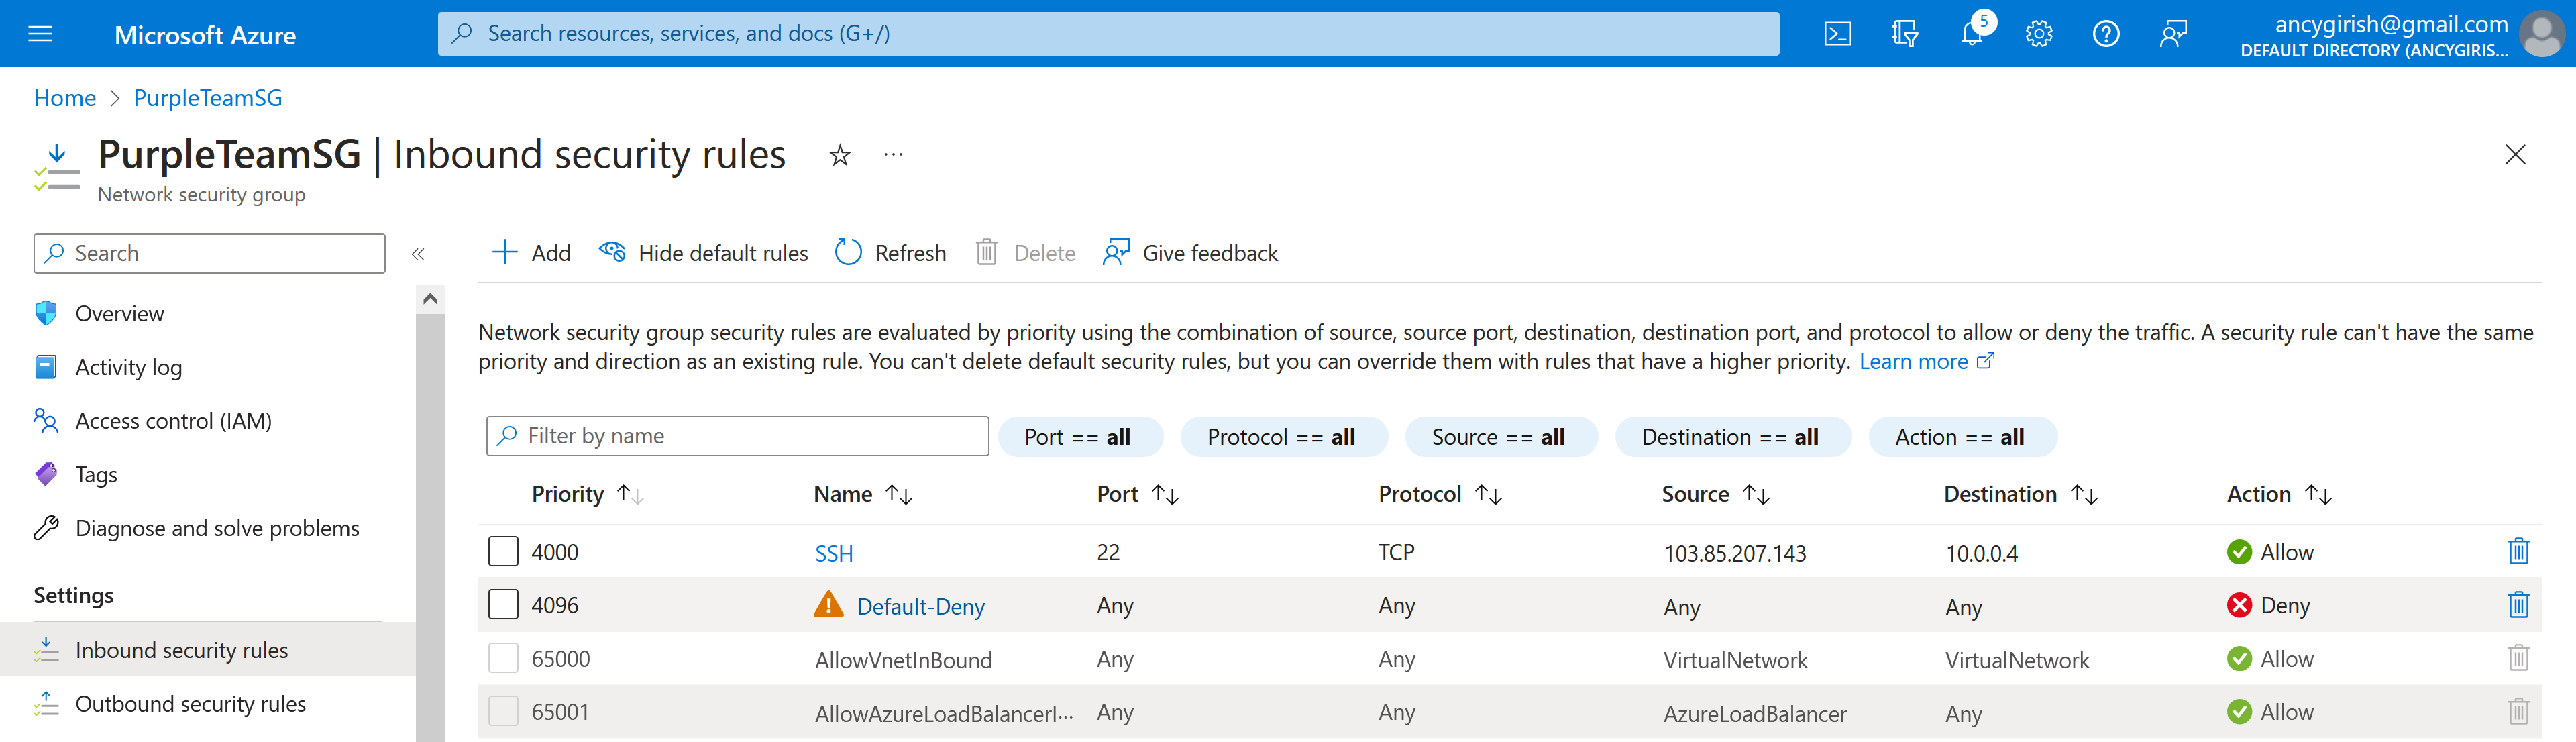 Microsoft Azure
Search resources, services, and docs (G+/)
5
ancygirish@gmail.com
DEFAULT DIRECTORY (ANCYGIRIS...
Home > PurpleTeamSG
PurpleTeamSG | Inbound security rules
Network security group
Search
Add Hide default rules Refresh Delete Give feedback
Overview
Activity log
Access control (IAM)
Tags
Diagnose and solve problems
Settings
Inbound security rules
Outbound security rules
Network security group security rules are evaluated by priority using the combination of source, source port, destination, destination port, and protocol to allow or deny the traffic. A security rule can't have the same
priority and direction as an existing rule. You can't delete default security rules, but you can override them with rules that have a higher priority. Learn more
Filter by name Port == all Protocol == all Source == all Destination == all Action == all
Priority Name Port Protocol Source Destination Action
4000 SSH 22 TCP 103.85.207.143 10.0.0.4 Allow
4096 Default-Deny Any Any Any Any Deny
65000 AllowVnetInBound Any Any VirtualNetwork VirtualNetwork Allow
65001 AllowAzureLoadBalancerI... Any Any AzureLoadBalancer Any Allow